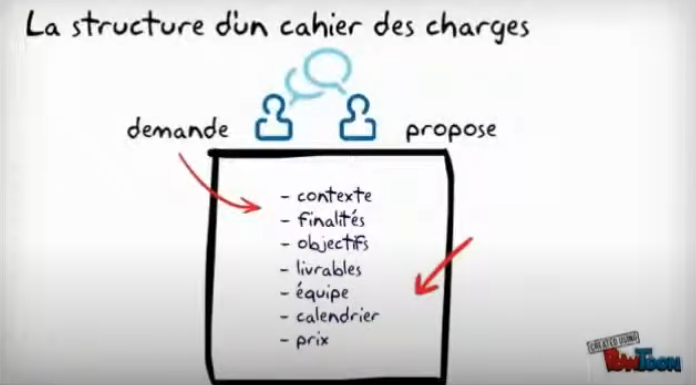 La structure d'un cahier des charges
demande
propose
- contexte
- finalités
- objectifs
- livrables
- équipe
- calendrier
- prix
CREATED USING
POWTOON